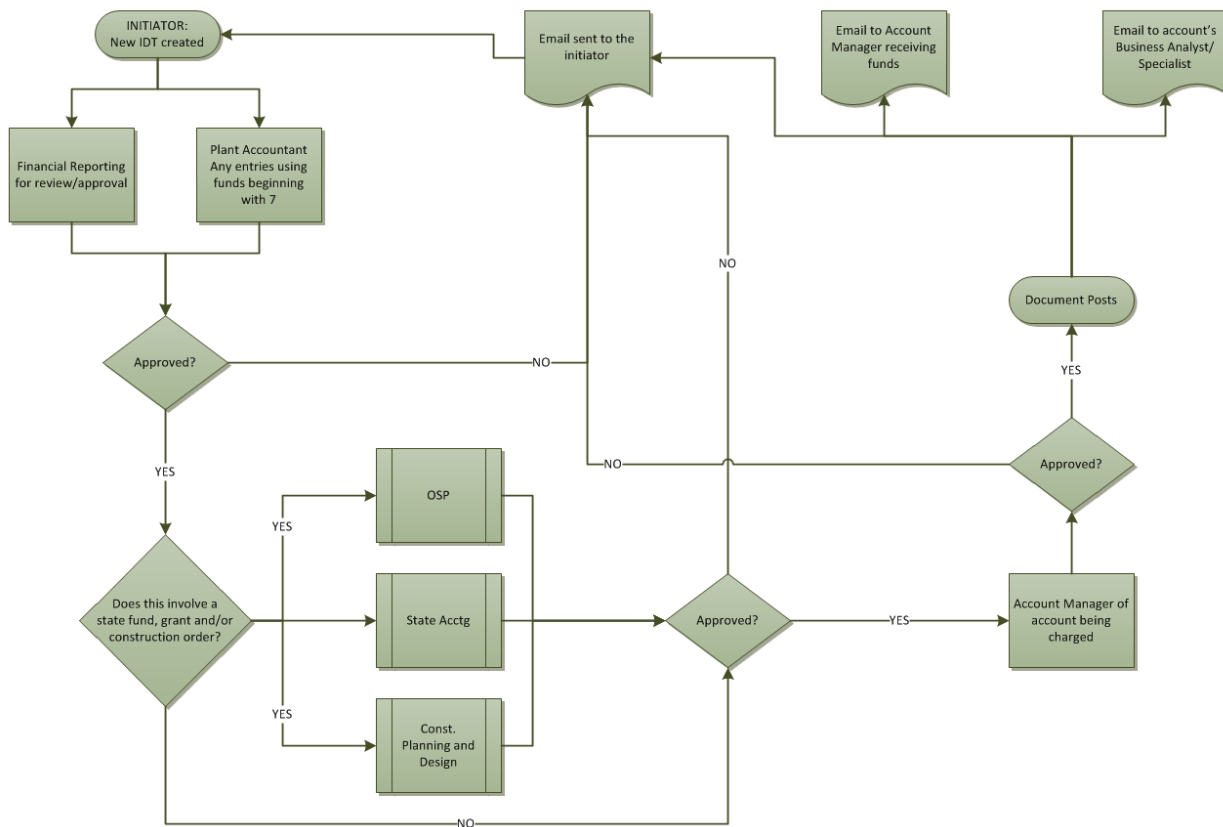 INITIATOR:
New IDT created
Email sent to the
initiator
Email to Account
Manager receiving
funds
Email to account's
Business Analyst/
Specialist
Financial Reporting
for review/approval
Plant Accountant
Any entries using
funds beginning
with 7
NO
Document Posts
Approved?
NO
YES
YES
NO
Approved?
OSP
YES
Does this involve a
state fund, grant and/or
construction order?
State Acctg
Approved?
YES
Account Manager of
account being
charged
YES
Const.
Planning and
Design
NO